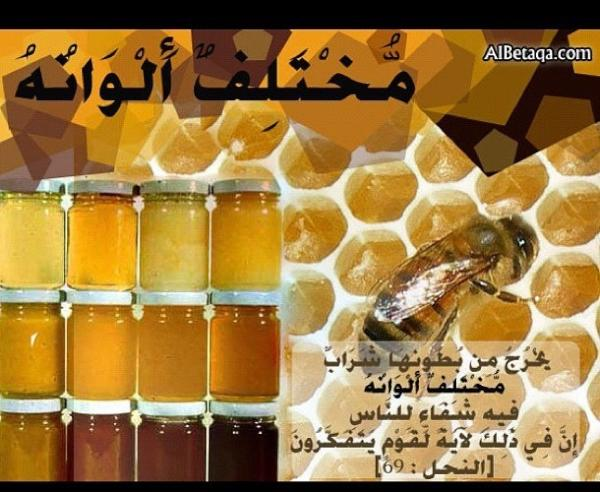 AlBetaqa.com
مُّخْتَلِفٌ أَلْوَانُهُ
يَخْرُجُ مِن بُطُونِهَا شَرَابٌ
مُّخْتَلِفٌ أَلْوَانُهُ
فِيهِ شِفَاءٌ لِلنَّاسِ
إِنَّ فِي ذَٰلِكَ لَآيَةً لِّقَوْمٍ يَتَفَكَّرُونَ
[النحل : 69]